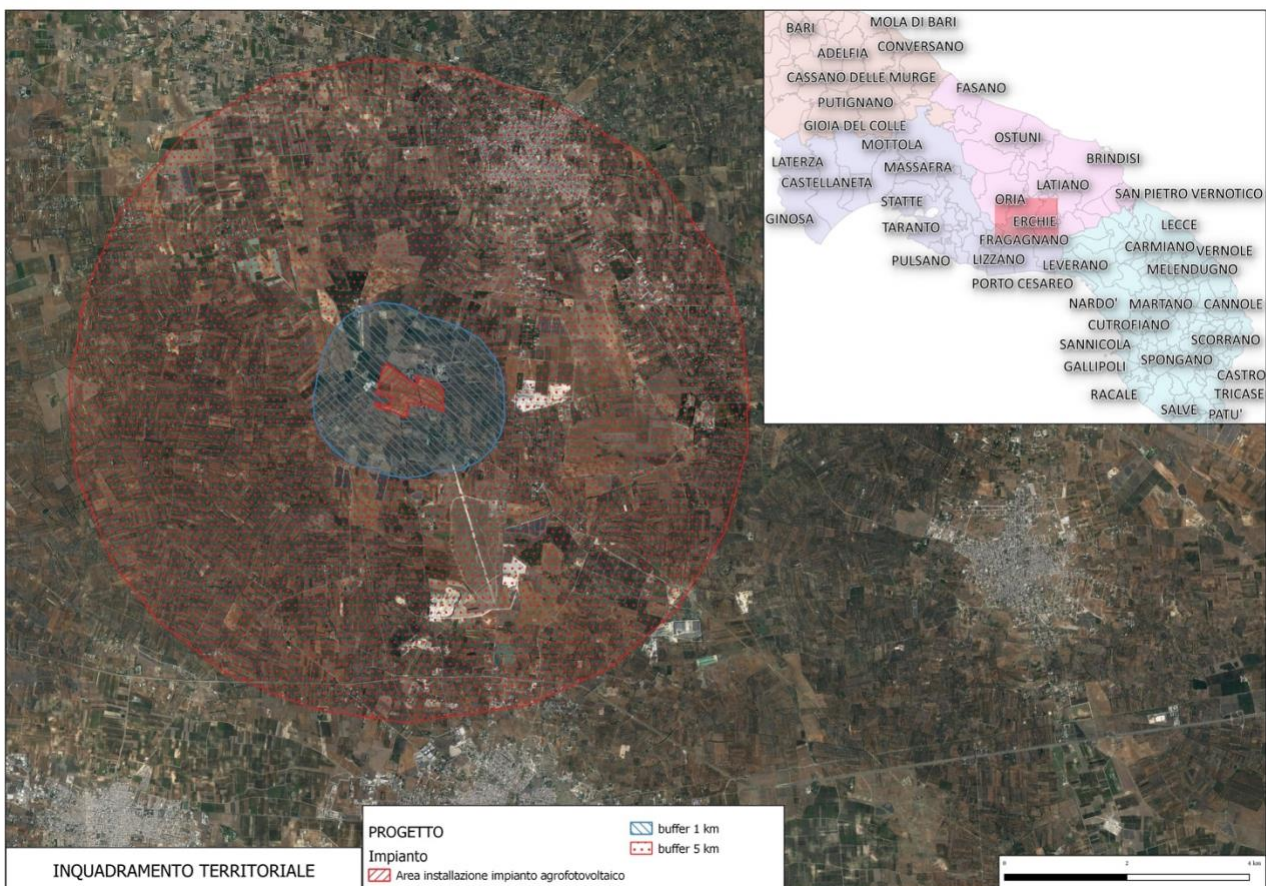 BARI
MOLA DI BARI
ADELFIA
CONVERSANO
CASSANO DELLE MURGE
FASANO
PUTIGNANO
GIOIA DEL COLLE
OSTUNI
MOTTOLA
BRINDISI
LATERZA
MASSAFRA
CASTELLANETA
LATIANO
SAN PIETRO VERNOTICO
ORIA
STATTE
GINOSA
ERCHIE
LECCE
TARANTO
FRAGAGNANO
CARMIANO
VERNOLE
PULSANO
LIZZANO
LEVERANO
MELENDUGNO
PORTO CESAREO
NARDO'
MARTANO
CANNOLE
CUTROFIANO
SANNICOLA
SCORRANO
GALLIPOLI
SPONGANO
CASTRO
RACALE
TRICASE
SALVE
PATU'
PROGETTO
Impianto
Area installazione impianto agrofotovoltaico
buffer 1 km
buffer 5 km
INQUADRAMENTO TERRITORIALE
0 2 4 km